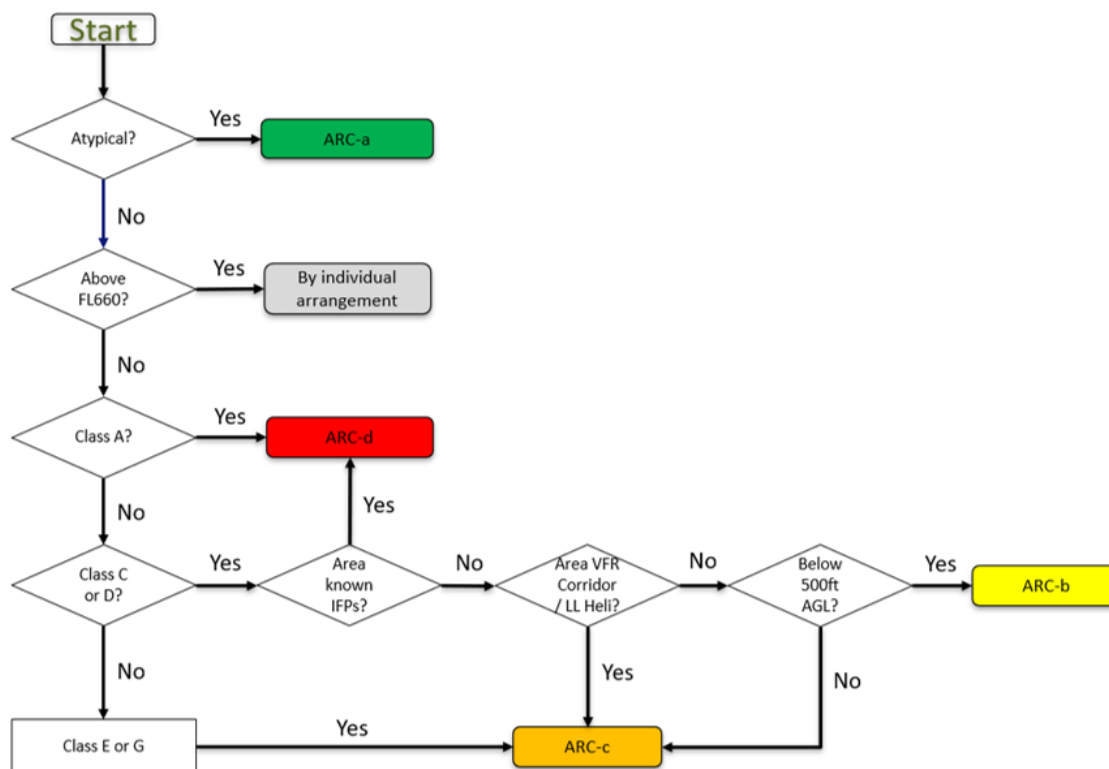 Start
Atypical?
Yes
ARC-a
No
Above
FL660?
Yes
By individual
arrangement
No
Class A?
Yes
ARC-d
No
Yes
Class C
or D?
Yes
Area
known
IFPs?
No
Area VFR
Corridor
/ LL Heli?
No
Below
500ft
AGL?
Yes
ARC-b
No
Yes
No
Class E or G
Yes
ARC-c